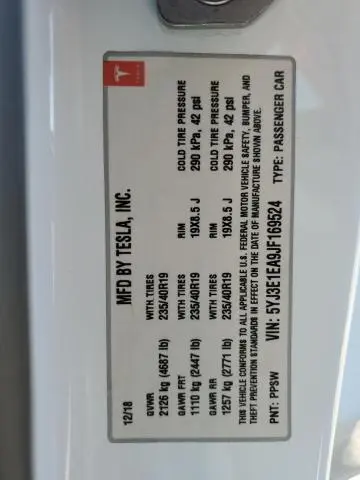 TESLA
MFD BY TESLA, INC.
12/18
GVWR WITH TIRES RIM COLD TIRE PRESSURE
2126 kg (4687 lb) 235/40R19 19X8.5 J 290 kPa, 42 psi
GAWR FRT WITH TIRES
1110 kg (2447 lb) 235/40R19
GAWR RR WITH TIRES RIM COLD TIRE PRESSURE
1257 kg (2771 lb) 235/40R19 19X8.5 J 290 kPa, 42 psi
THIS VEHICLE CONFORMS TO ALL APPLICABLE U.S. FEDERAL MOTOR VEHICLE SAFETY, BUMPER, AND
THEFT PREVENTION STANDARDS IN EFFECT ON THE DATE OF MANUFACTURE SHOWN ABOVE.
PNT: PPSW VIN: 5YJ3E1EA9JF169524 TYPE: PASSENGER CAR